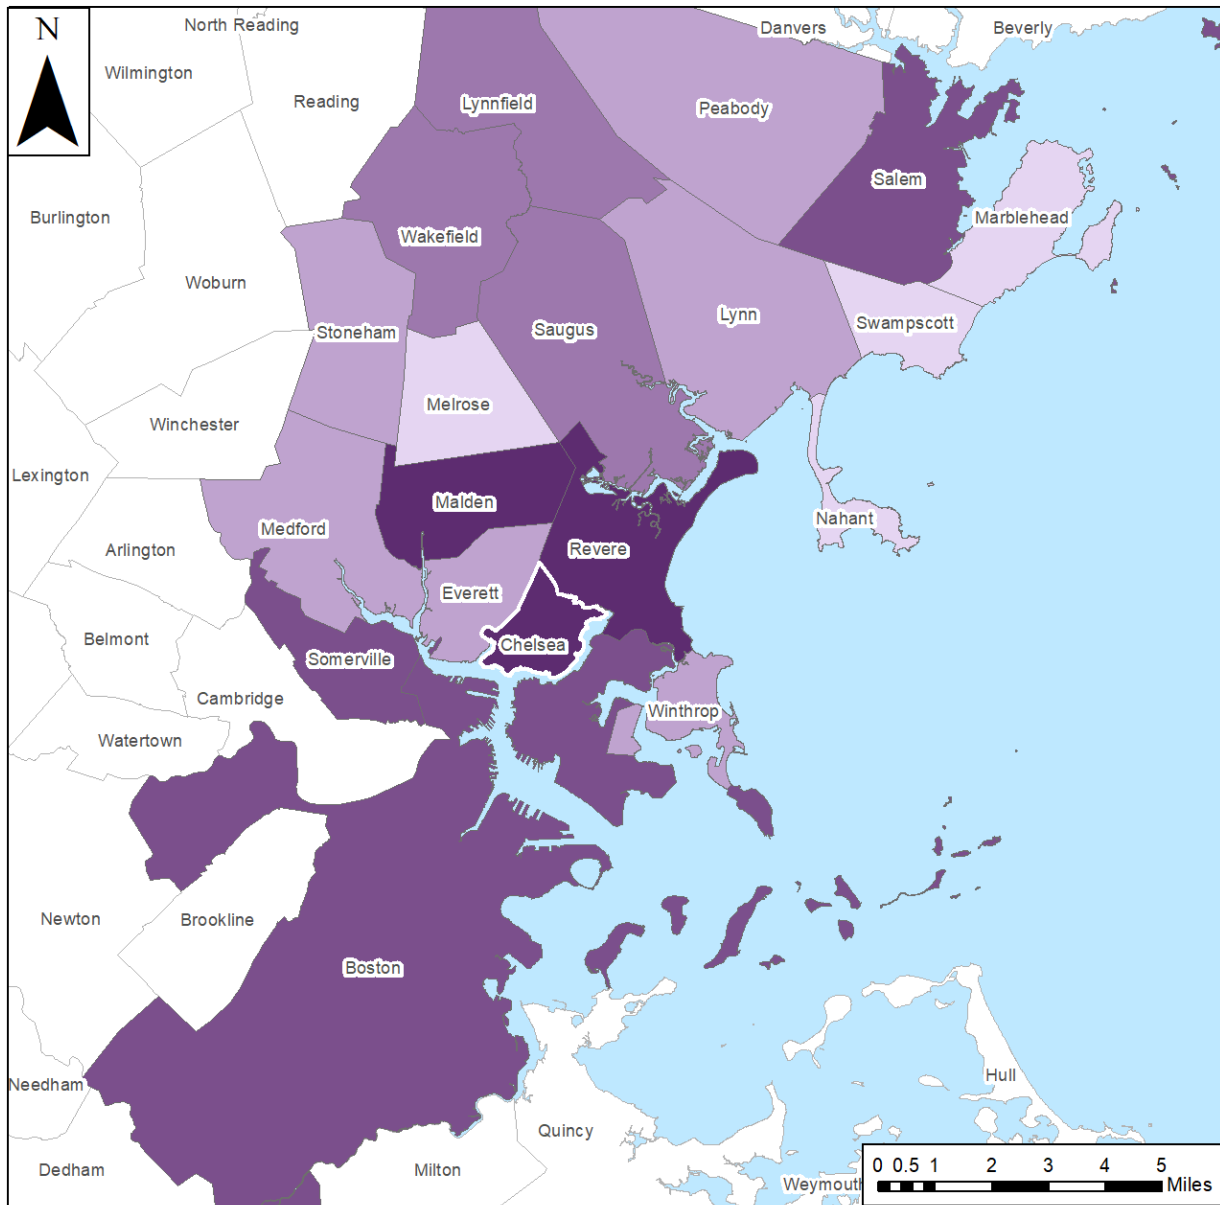 North Reading
Danvers
Beverly
N
Wilmington
Reading
Lynnfield
Peabody
Salem
Burlington
Marblehead
Wakefield
Woburn
Stoneham
Saugus
Lynn
Swampscott
Melrose
Winchester
Lexington
Malden
Medford
Nahant
Arlington
Revere
Everett
Belmont
Chelsea
Somerville
Cambridge
Winthrop
Watertown
Newton
Brookline
Boston
Hull
Needham
Quincy
Dedham
Milton
Weymouth
0 0.5 1 2 3 4 5
Miles